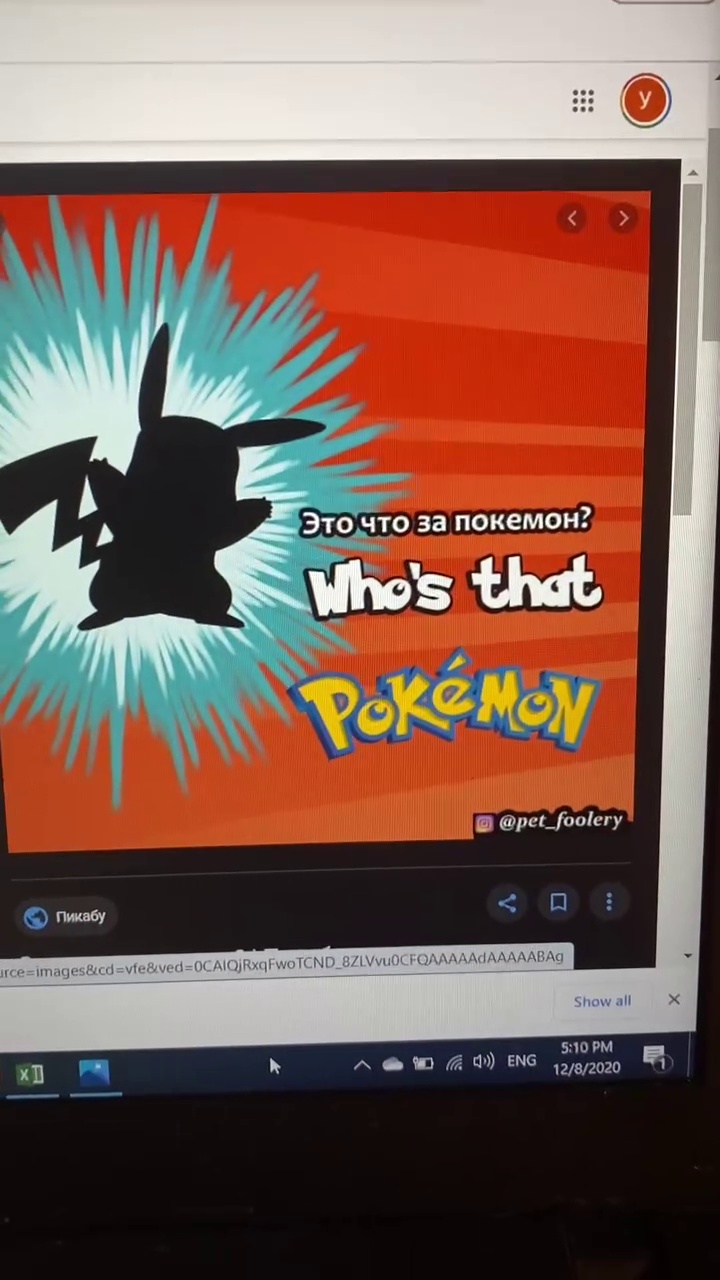 У
Это что за покемон?
Who's that
Pokémon
@pet_foolery
Пикабу
urce=images&cd=vfe&ved=0CAIQjRxqFwoTCND_8ZLVvu0CFQAAAAAdAAAAABAg
Show all
ENG
5:10 PM
12/8/2020
1